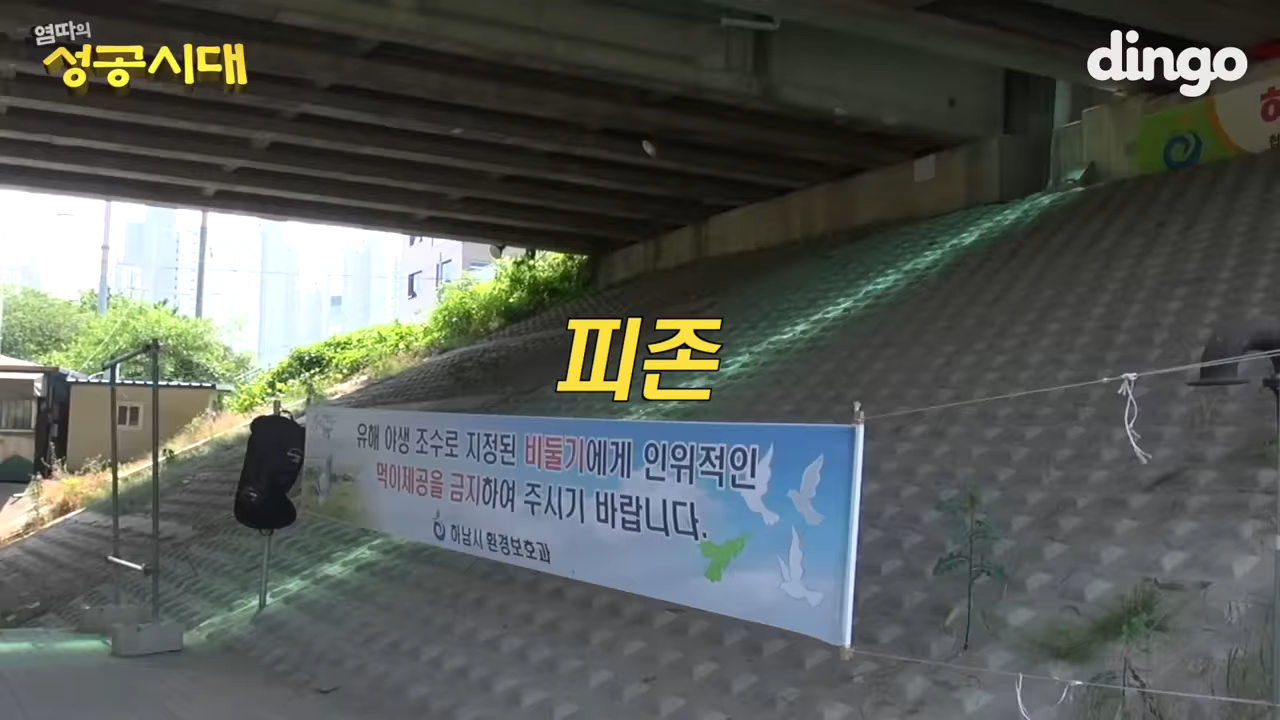 염따의
성공시대
dingo
피존
유해 야생 조수로 지정된 비둘기에게 인위적인
먹이제공을 금지하여 주시기 바랍니다.
하남시 환경보호과